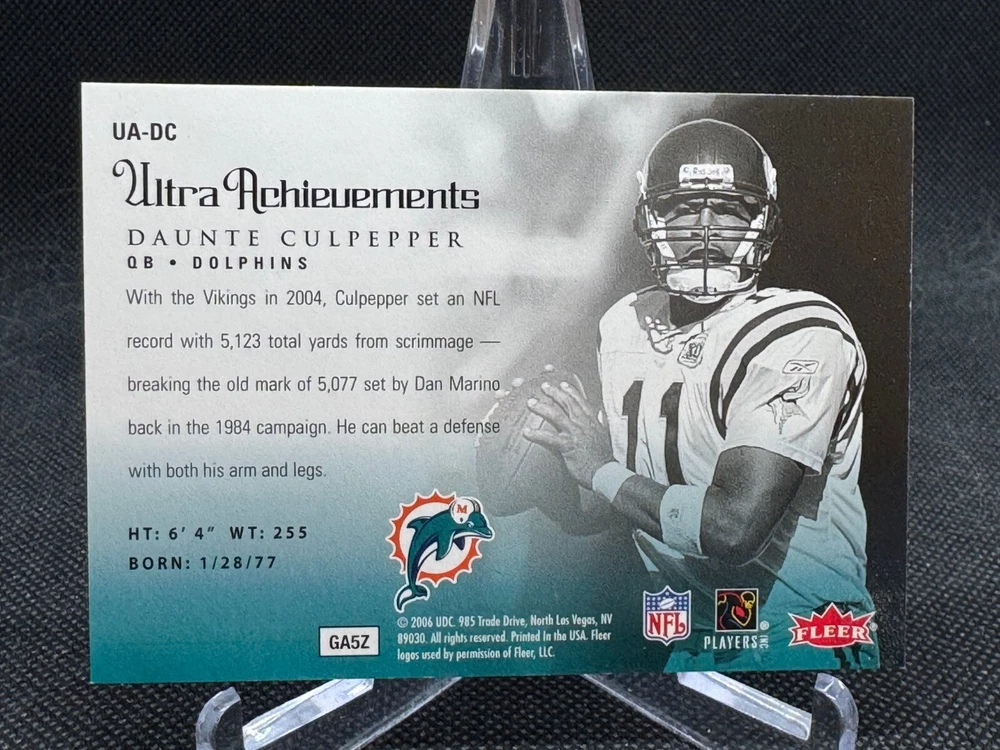 UA-DC
Ultra Achievements
DAUNTE CULPEPPER
QB • DOLPHINS
With the Vikings in 2004, Culpepper set an NFL
record with 5,123 total yards from scrimmage —
breaking the old mark of 5,077 set by Dan Marino
back in the 1984 campaign. He can beat a defense
with both his arm and legs.
HT: 6' 4" WT: 255
BORN: 1/28/77
M
GA5Z
© 2006 UDC. 985 Trade Drive, North Las Vegas, NV
89030. All rights reserved. Printed in the USA. Fleer
logos used by permission of Fleer, LLC.
11
NFL
PLAYERS INC ®
FLEER ®